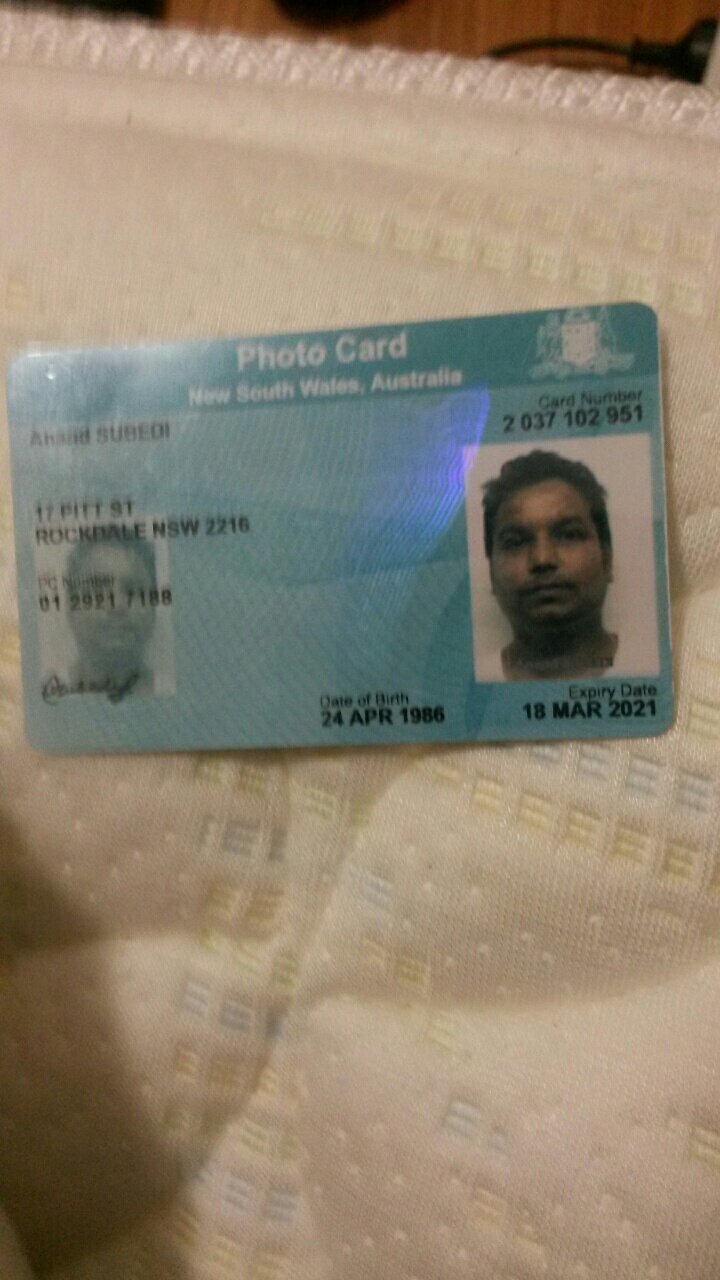 Photo Card
New South Wales, Australia
Card Number
2 037 102 951
SUBEDI
17 PITT ST
ROCKDALE NSW 2216
PC Number
01 2921 7188
Date of Birth
24 APR 1986
Expiry Date
18 MAR 2021